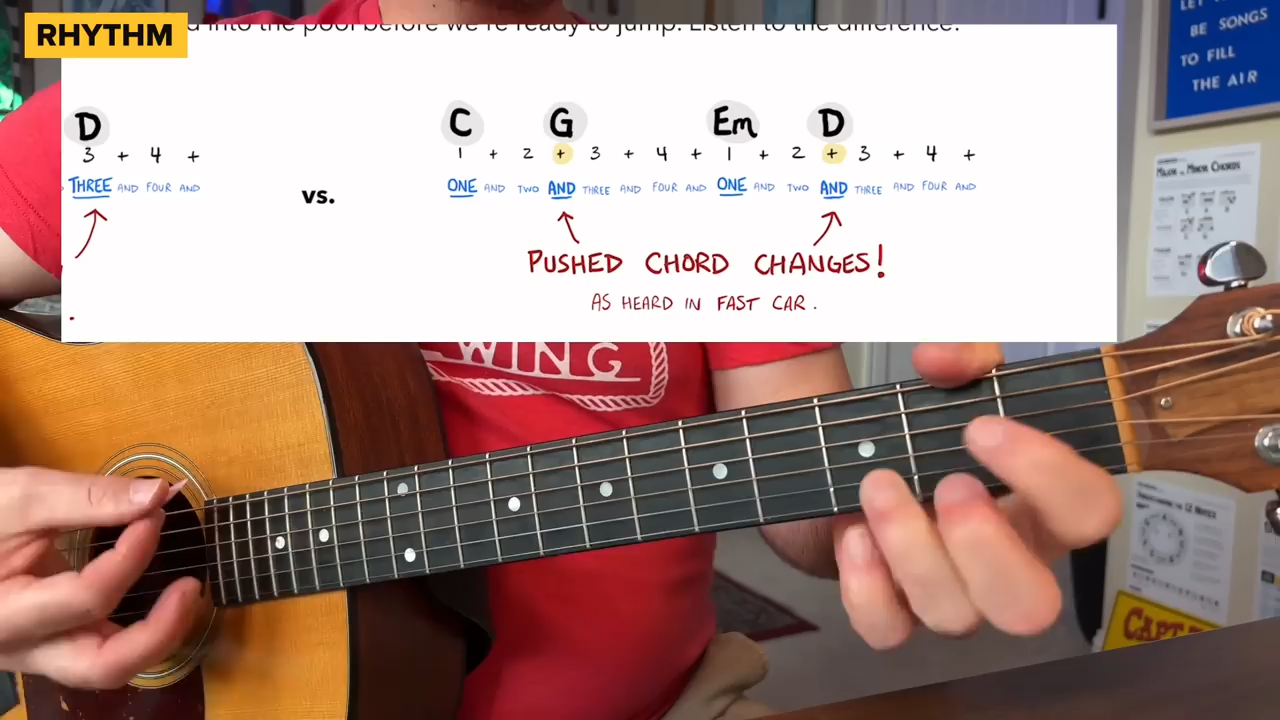 RHYTHM
into the pool before we're ready to jump. Listen to the difference.
D
3 + 4 +
THREE AND FOUR AND
vs.
C G Em D
1 + 2 + 3 + 4 + 1 + 2 + 3 + 4 +
ONE AND TWO AND THREE AND FOUR AND ONE AND TWO AND THREE AND FOUR AND
PUSHED CHORD CHANGES!
AS HEARD IN FAST CAR.
WING
BE SONGS
TO FILL
THE AIR
MAJOR vs. MINOR CHORDS